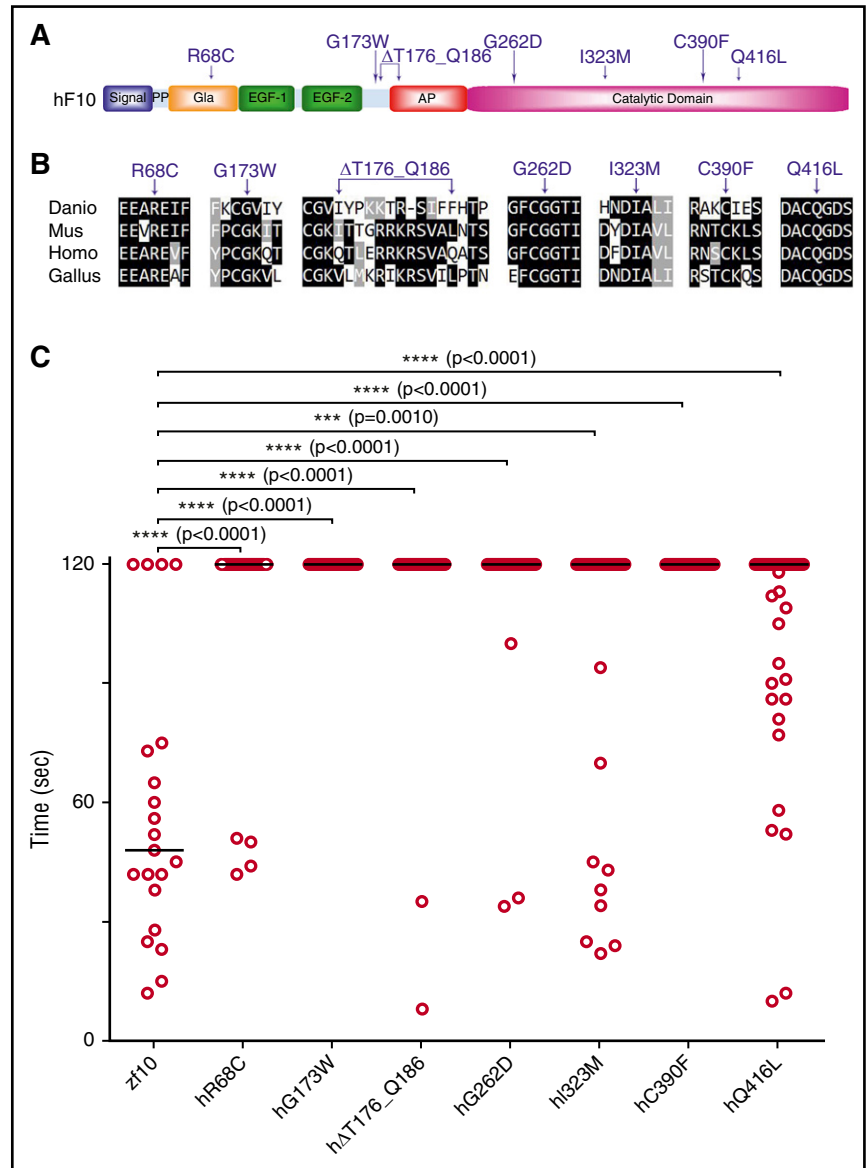 A
R68C
G173W
ΔT176_Q186
G262D
I323M
C390F
Q416L
hF10
Signal PP Gla EGF-1 EGF-2 AP Catalytic Domain
B
R68C G173W ΔT176_Q186 G262D I323M C390F Q416L
Danio EEAREIF FKCGVIY CGVIYPKKTR-SIFFHTP GFCGGTI HNDIALI RAKCIES DACQGDS
Mus EEVREIF FPCGKIT CGKITTGRRKRSVALNTS GFCGGTI DYDIAVL RNTCKLS DACQGDS
Homo EEAREVF YPCGKQT CGKQTLERRKRSVAQATS GFCGGTI DFDIAVL RNSCKLS DACQGDS
Gallus EEAREAF YPCGKVL CGKVLMKRIKRSVILPTN EFCGGTI DNDIAVL RSTCKQS DACQGDS
C
**** (p<0.0001)
**** (p<0.0001)
*** (p=0.0010)
**** (p<0.0001)
**** (p<0.0001)
**** (p<0.0001)
**** (p<0.0001)
120
60
0
Time (sec)
zf10 hR68C hG173W hΔT176_Q186 hG262D hI323M hC390F hQ416L